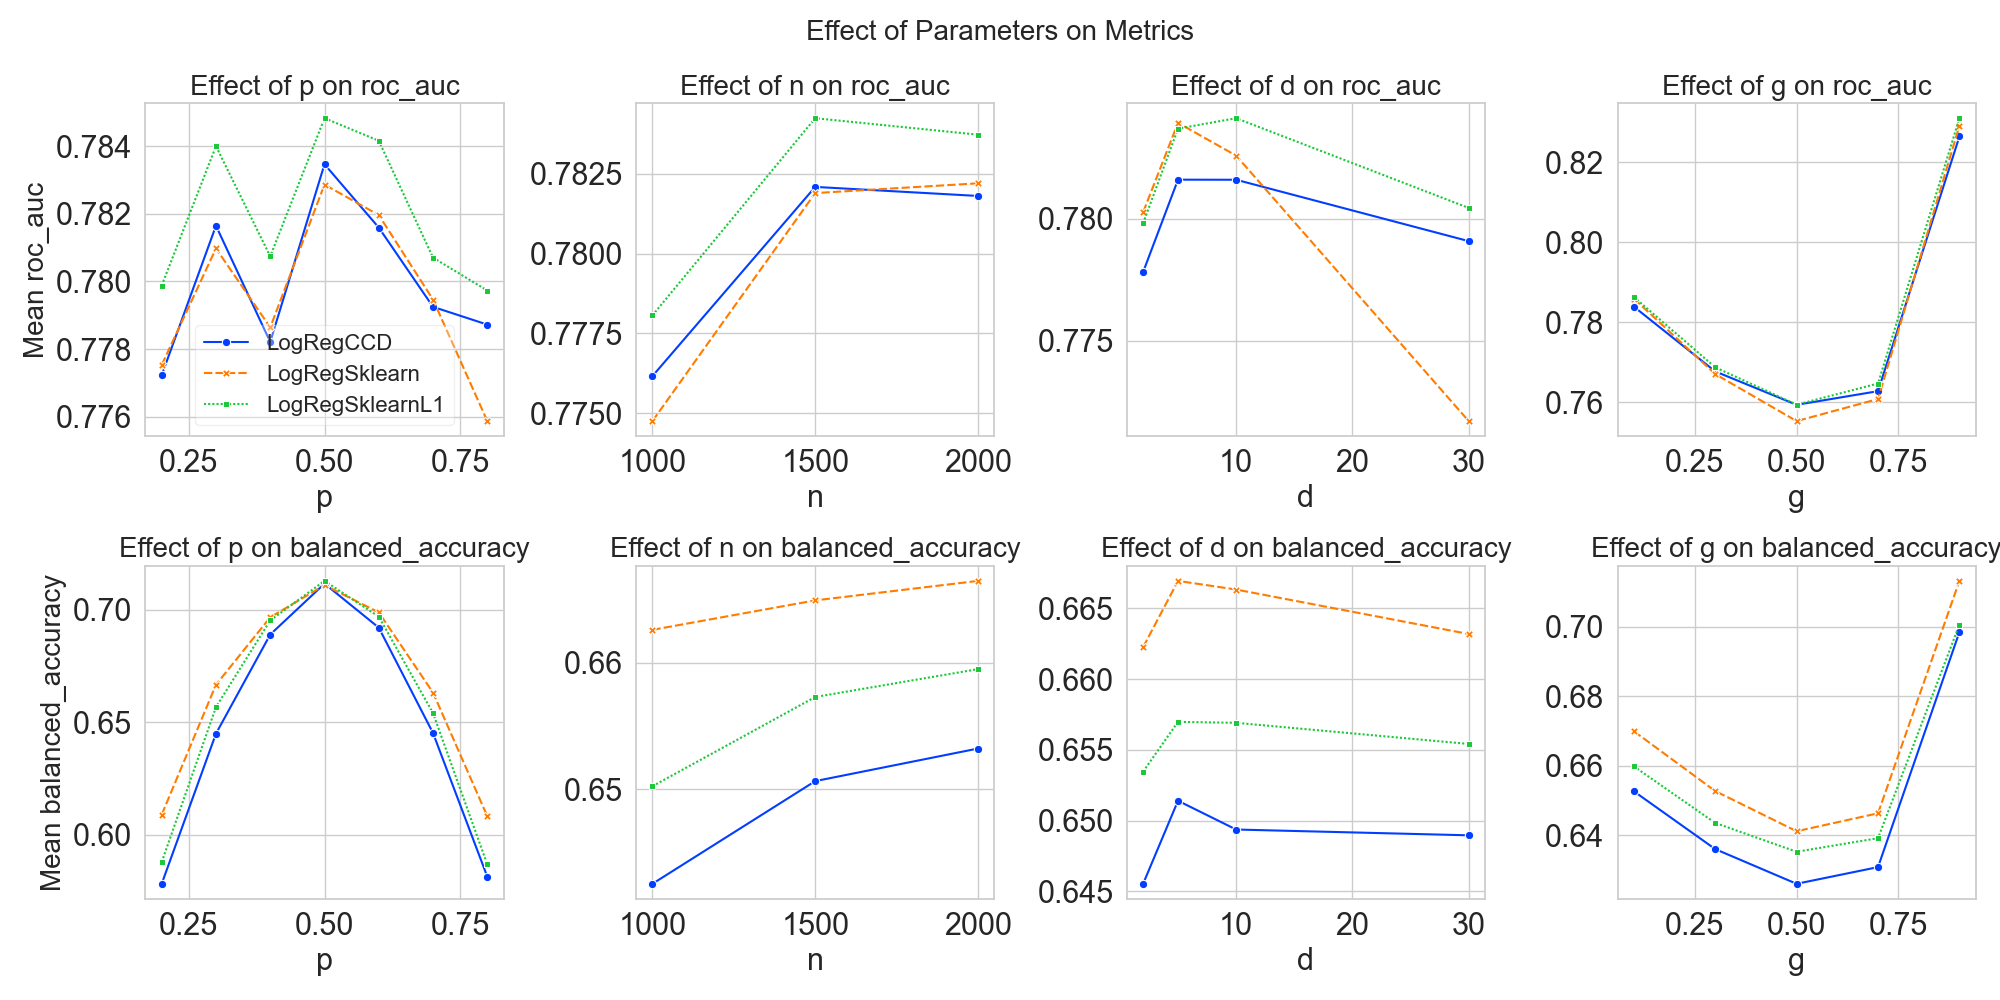 Effect of Parameters on Metrics
Effect of p on roc_auc
Mean roc_auc
0.784
0.782
0.780
0.778
0.776
LogRegCCD
LogRegSklearn
LogRegSklearnL1
0.25 0.50 0.75
p
Effect of n on roc_auc
0.7825
0.7800
0.7775
0.7750
1000 1500 2000
n
Effect of d on roc_auc
0.780
0.775
10 20 30
d
Effect of g on roc_auc
0.82
0.80
0.78
0.76
0.25 0.50 0.75
g
Effect of p on balanced_accuracy
Mean balanced_accuracy
0.70
0.65
0.60
0.25 0.50 0.75
p
Effect of n on balanced_accuracy
0.66
0.65
1000 1500 2000
n
Effect of d on balanced_accuracy
0.665
0.660
0.655
0.650
0.645
10 20 30
d
Effect of g on balanced_accuracy
0.70
0.68
0.66
0.64
0.25 0.50 0.75
g